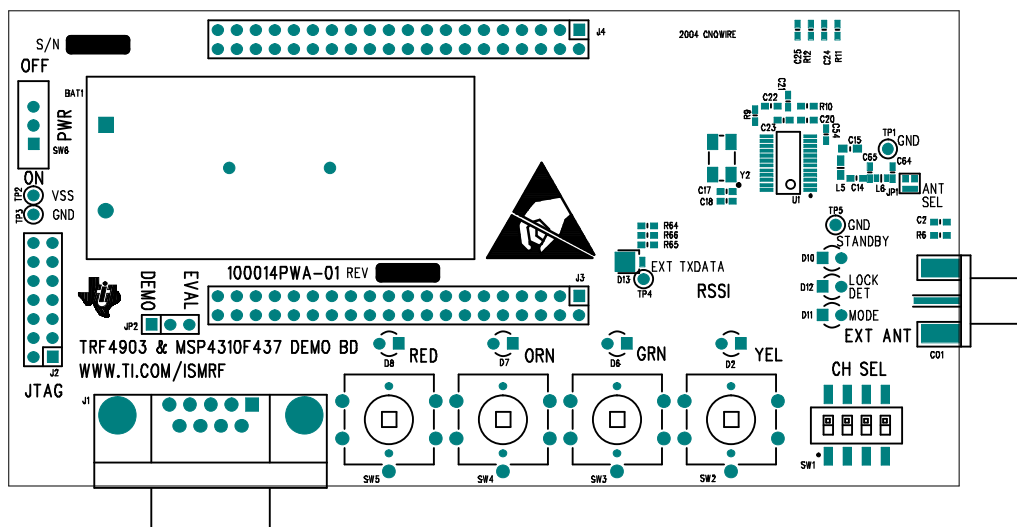 S/N
J4
2004 CNQWIRE
C25
R12
C24
R11
OFF
BAT1
PWR
SW6
ON
TP2
VSS
TP3
GND
C21
C22
R10
R9
C23
C20
C54
C15
TP1
GND
C65
C64
Y2
C17
C18
U1
L5
C14
L6
JP1
ANT
SEL
TP5
GND
C2
R6
STANDBY
R64
R66
R65
D10
D13
EXT TXDATA
TP4
RSSI
D12
LOCK
DET
D11
MODE
EXT ANT
C01
100014PWA-01 REV
J3
DEMO
EVAL
JP2
TRF4903 & MSP4310F437 DEMO BD
WWW.TI.COM/ISMRF
J2
JTAG
J1
D8
RED
D7
ORN
D6
GRN
D2
YEL
CH SEL
SW5
SW4
SW3
SW2
SW1